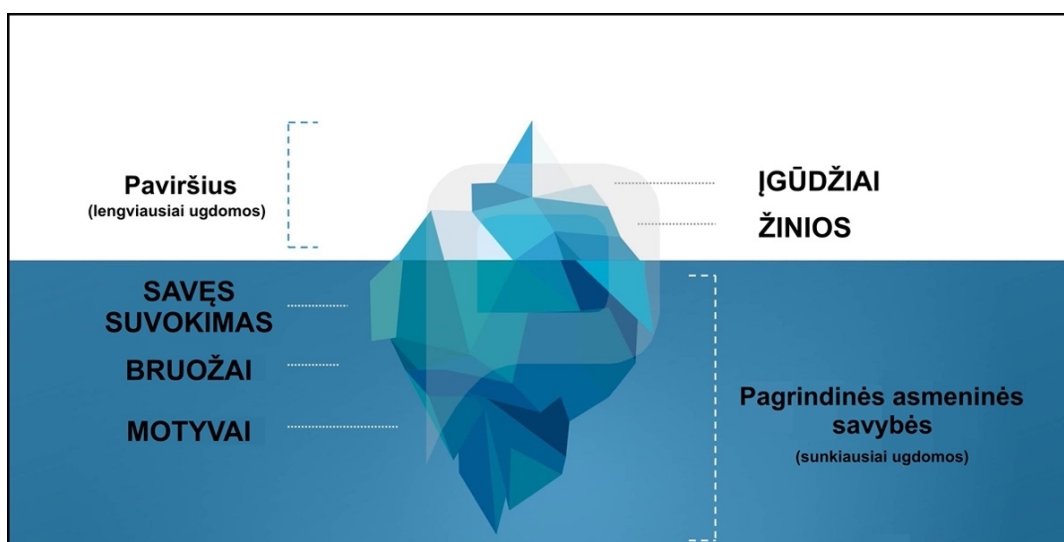 Paviršius
(lengviausiai ugdomos)
ĮGŪDŽIAI
ŽINIOS
SAVĘS
SUVOKIMAS
BRUOŽAI
MOTYVAI
Pagrindinės asmeninės
savybės
(sunkiausiai ugdomos)